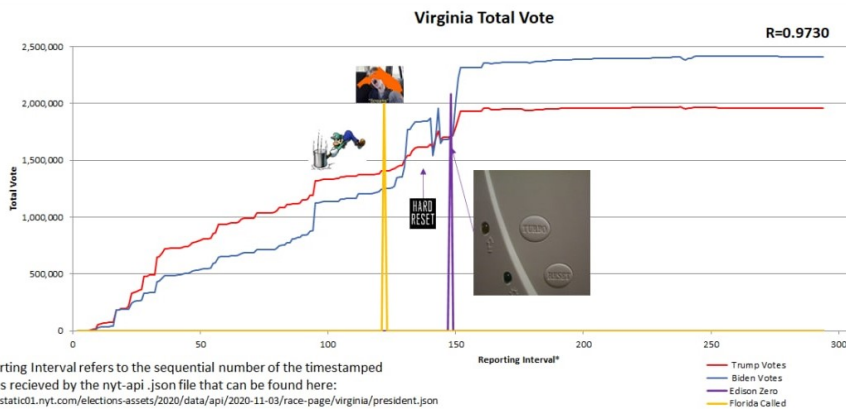 Virginia Total Vote
R=0.9730
2,500,000
2,000,000
1,500,000
1,000,000
500,000
0
Total Vote
HARD
RESET
TURBO
RESET
0
50
100
150
200
250
300
Reporting Interval*
rting Interval refers to the sequential number of the timestamped
s recieved by the nyt-api .json file that can be found here:
static01.nyt.com/elections-assets/2020/data/api/2020-11-03/race-page/virginia/president.json
Trump Votes
Biden Votes
Edison Zero
Florida Called